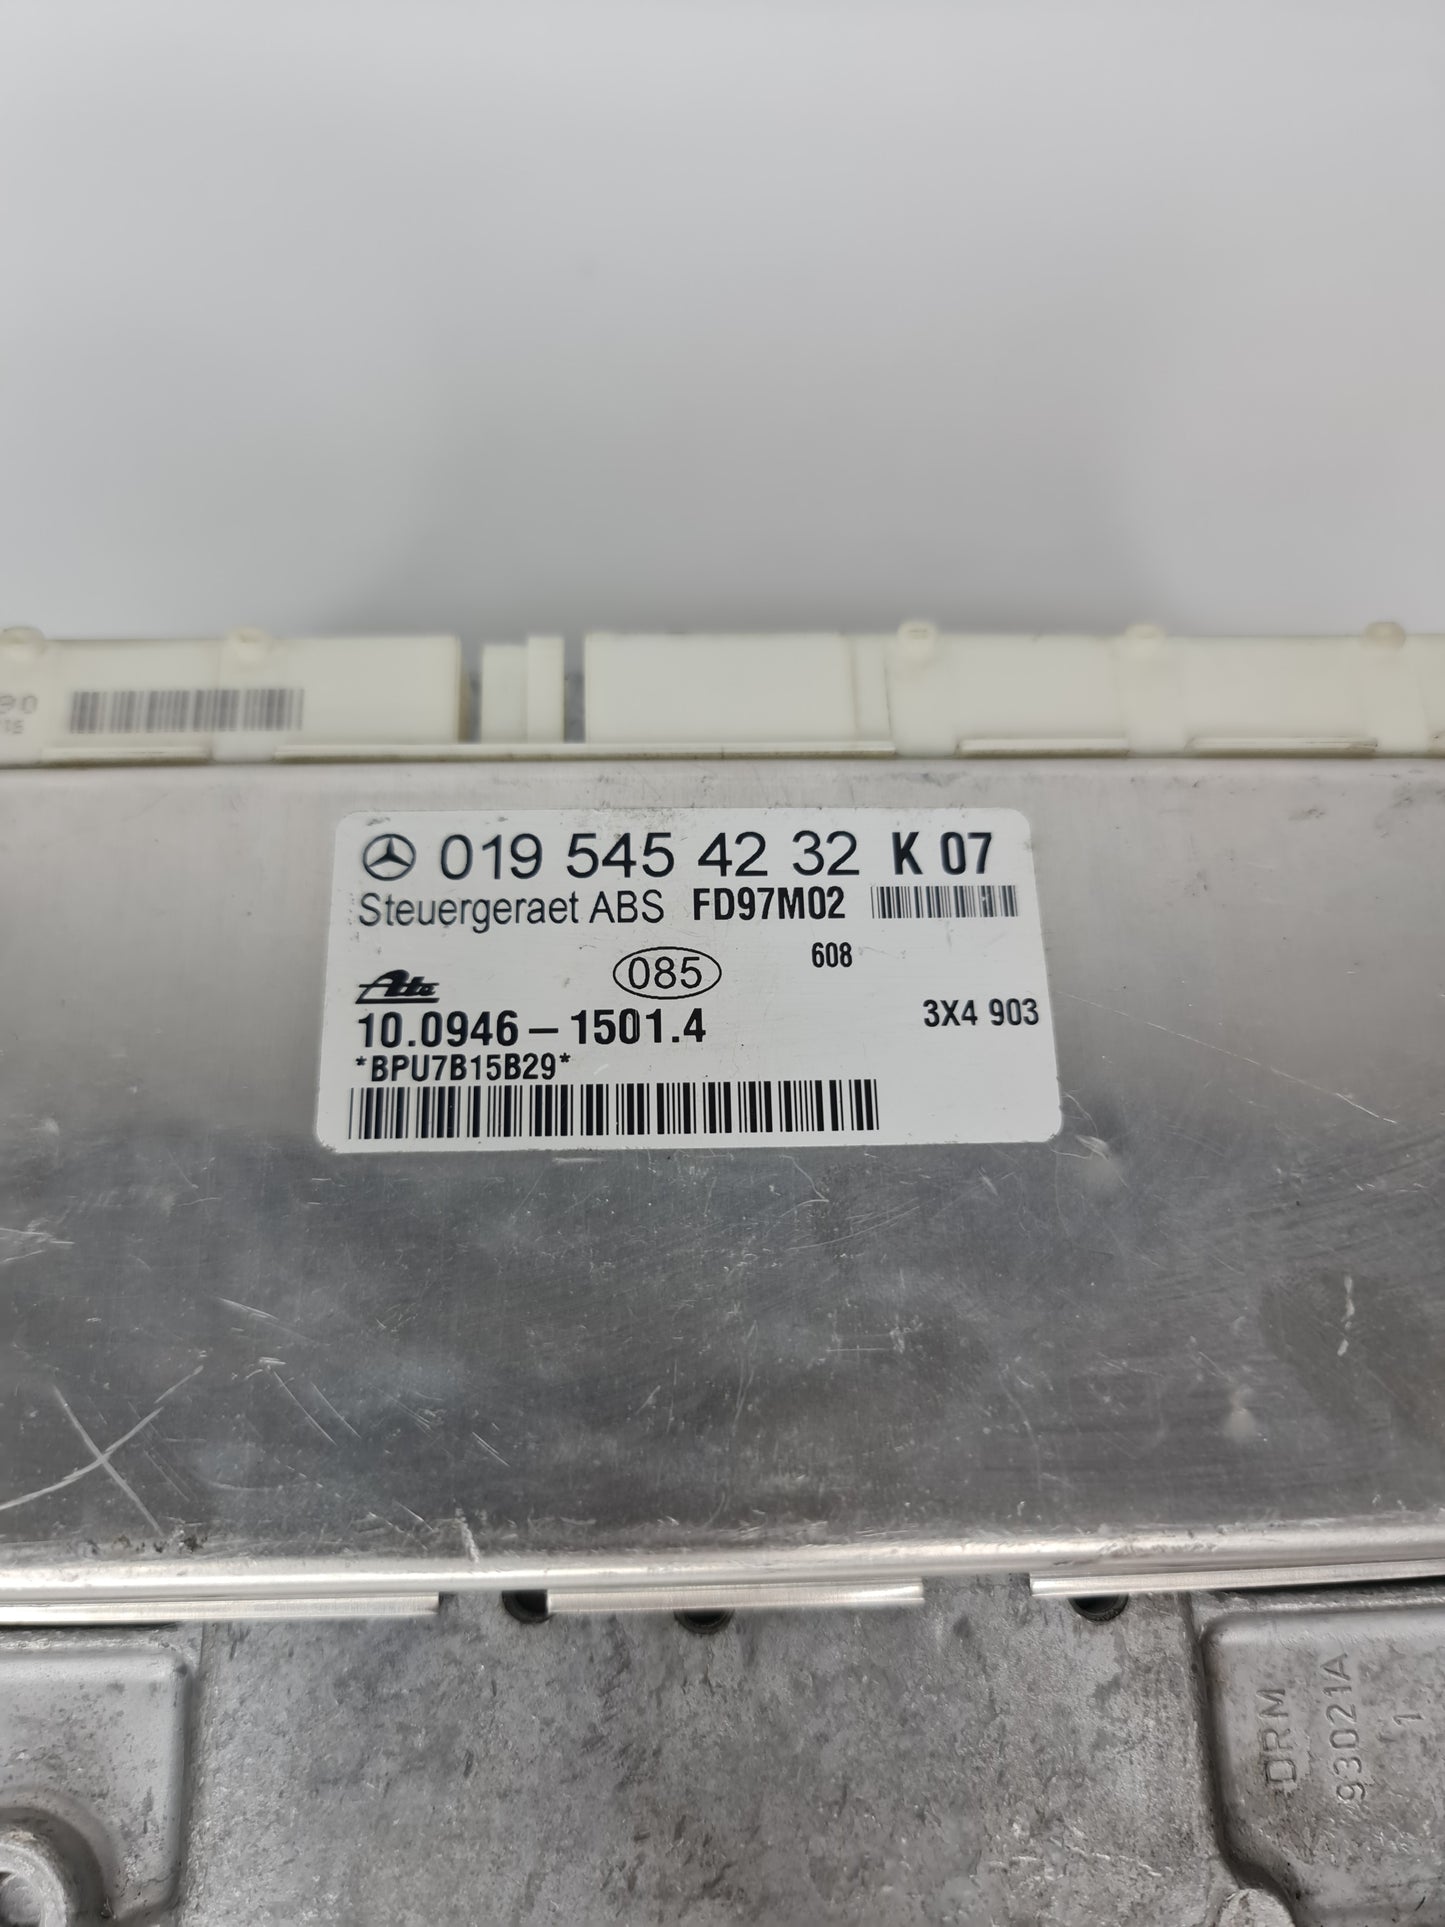 019 545 42 32 K 07
Steuergeraet ABS FD97M02
608
085
Ate
10.0946-1501.4
3X4 903
*BPU7B15B29*
DRM
93021A
1